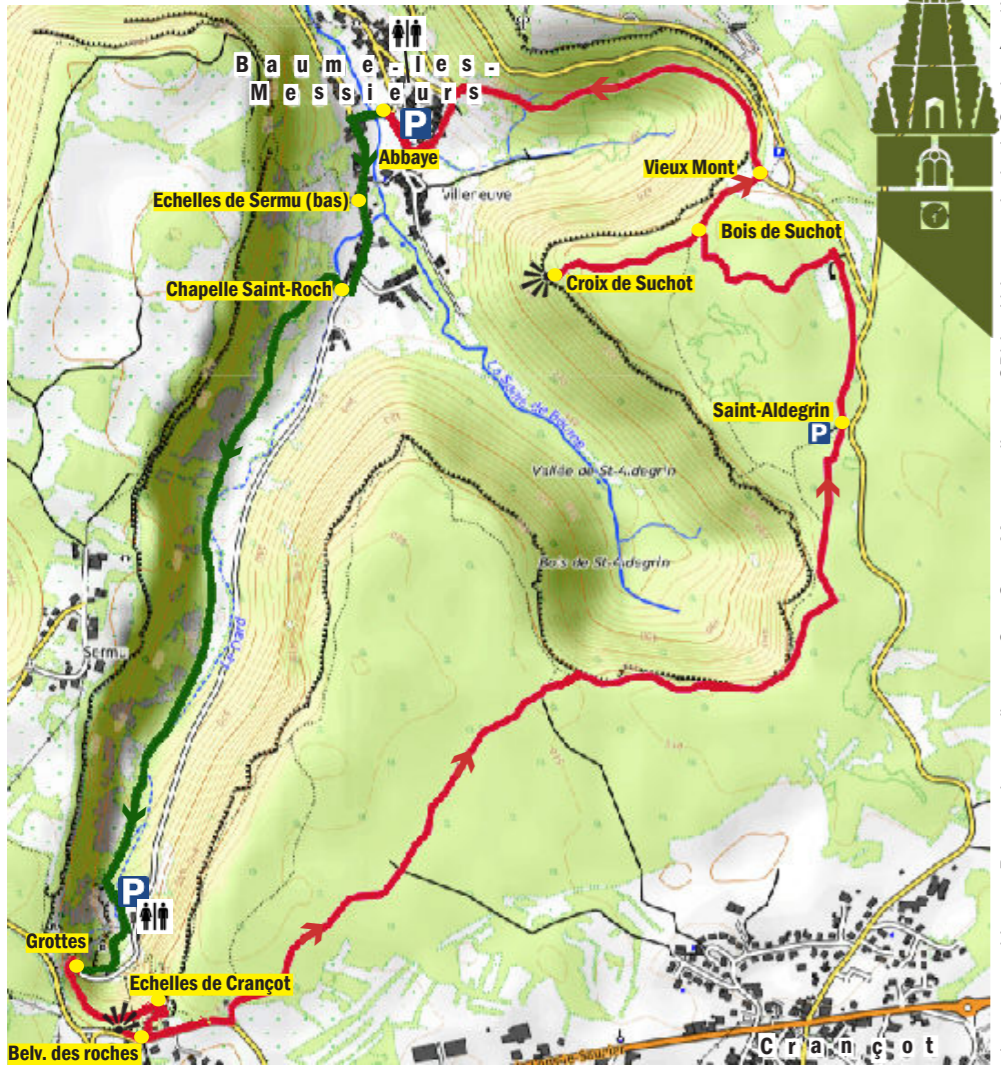 Baume-les-
Messieurs
P
Abbaye
Vieux Mont
Echelles de Sermu (bas)
Villeneuve
Bois de Suchot
Chapelle Saint-Roch
Croix de Suchot
La Seille de Baume
Saint-Aldegrin
P
Vallée de St-Aldegrin
Bois de St-Aldegrin
Sermu
P
Grottes
Echelles de Crançot
Belv. des roches
Crançot